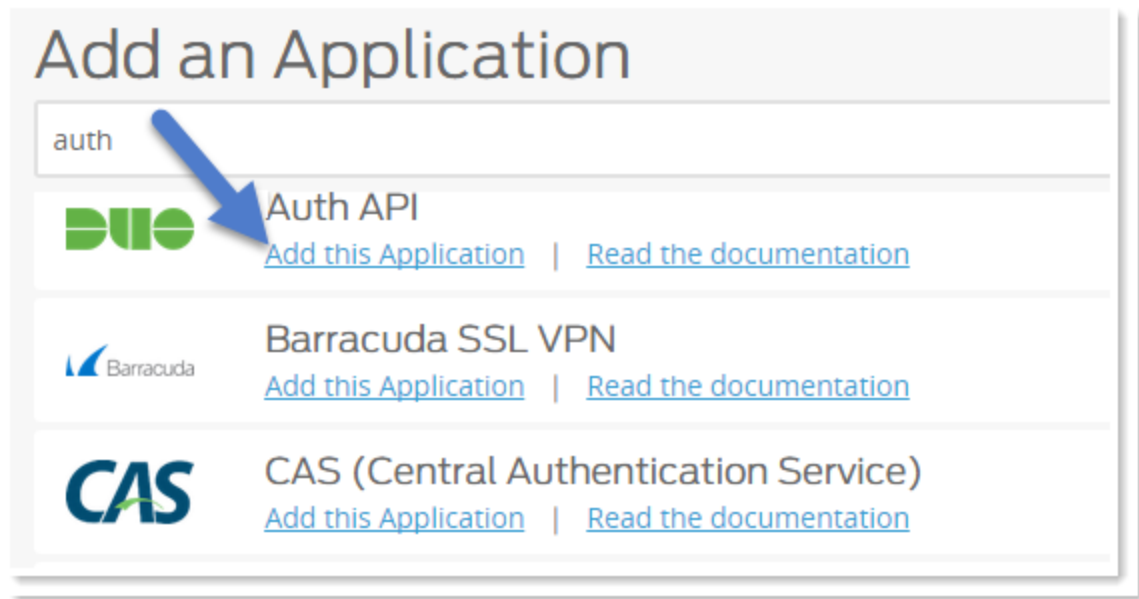 Add an Application
auth
DUO
Auth API
Add this Application | Read the documentation
Barracuda
Barracuda SSL VPN
Add this Application | Read the documentation
CAS
CAS (Central Authentication Service)
Add this Application | Read the documentation